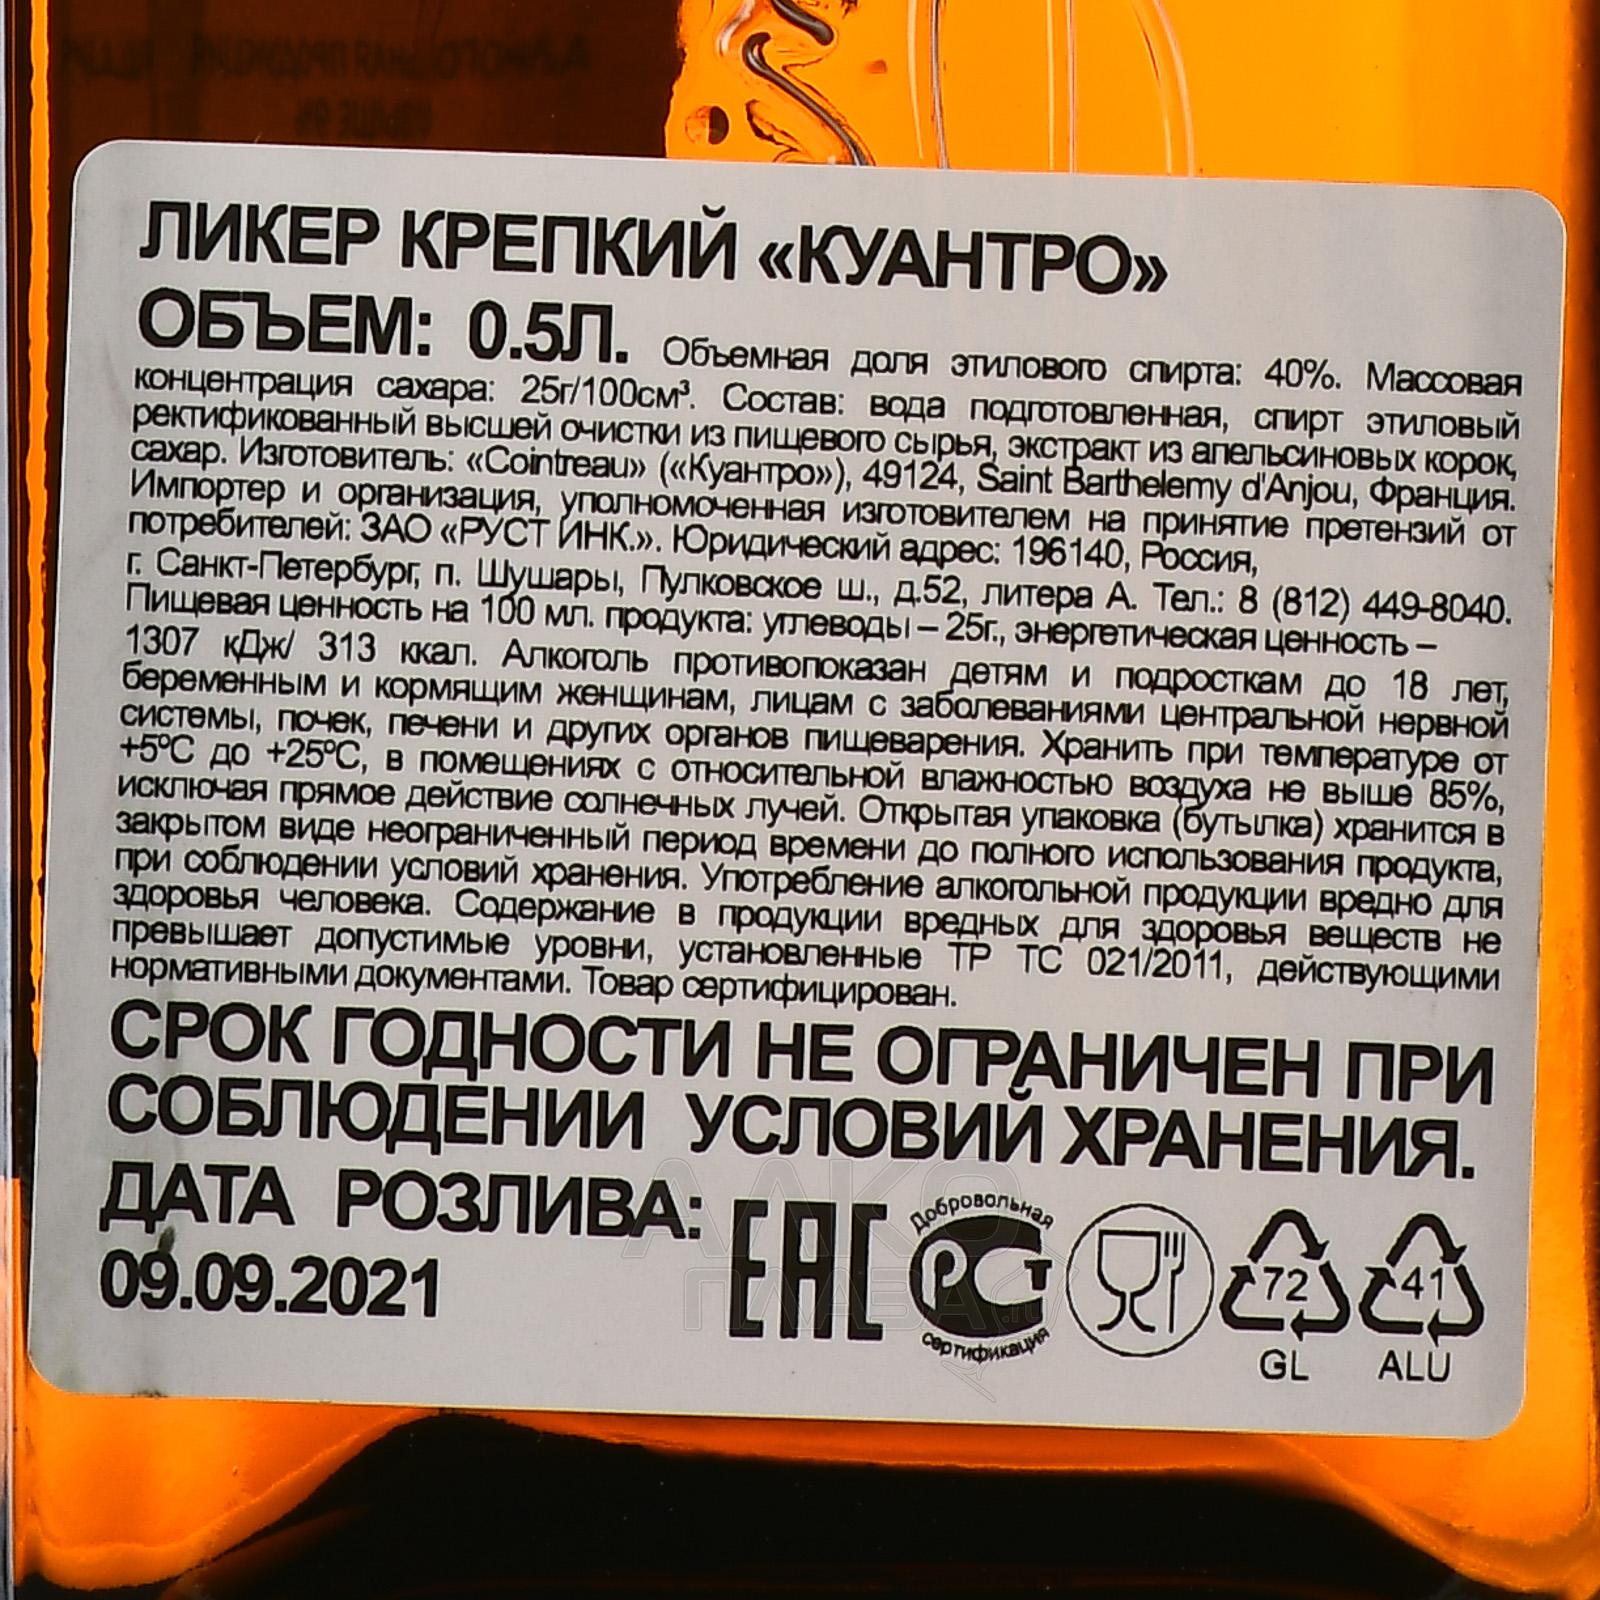 ЛИКЕР КРЕПКИЙ «КУАНТРО»
ОБЪЕМ: 0.5Л. Объемная доля этилового спирта: 40%. Массовая
концентрация сахара: 25г/100см³. Состав: вода подготовленная, спирт этиловый
ректификованный высшей очистки из пищевого сырья, экстракт из апельсиновых корок,
сахар. Изготовитель: «Cointreau» («Куантро»), 49124, Saint Barthelemy d'Anjou, Франция.
Импортер и организация, уполномоченная изготовителем на принятие претензий от
потребителей: ЗАО «РУСТ ИНК.». Юридический адрес: 196140, Россия,
г. Санкт-Петербург, п. Шушары, Пулковское ш., д.52, литера А. Тел.: 8 (812) 449-8040.
Пищевая ценность на 100 мл. продукта: углеводы – 25г., энергетическая ценность –
1307 кДж/ 313 ккал. Алкоголь противопоказан детям и подросткам до 18 лет,
беременным и кормящим женщинам, лицам с заболеваниями центральной нервной
системы, почек, печени и других органов пищеварения. Хранить при температуре от
+5ºС до +25ºС, в помещениях с относительной влажностью воздуха не выше 85%,
исключая прямое действие солнечных лучей. Открытая упаковка (бутылка) хранится в
закрытом виде неограниченный период времени до полного использования продукта,
при соблюдении условий хранения. Употребление алкогольной продукции вредно для
здоровья человека. Содержание в продукции вредных для здоровья веществ не
превышает допустимые уровни, установленные ТР ТС 021/2011, действующими
нормативными документами. Товар сертифицирован.
СРОК ГОДНОСТИ НЕ ОГРАНИЧЕН ПРИ
СОБЛЮДЕНИИ УСЛОВИЙ ХРАНЕНИЯ.
ДАТА РОЗЛИВА:
09.09.2021
ЕАС
Добровольная
РСТ
сертификация
72
GL
41
ALU
АЛКО
ПЛАЗА.ru